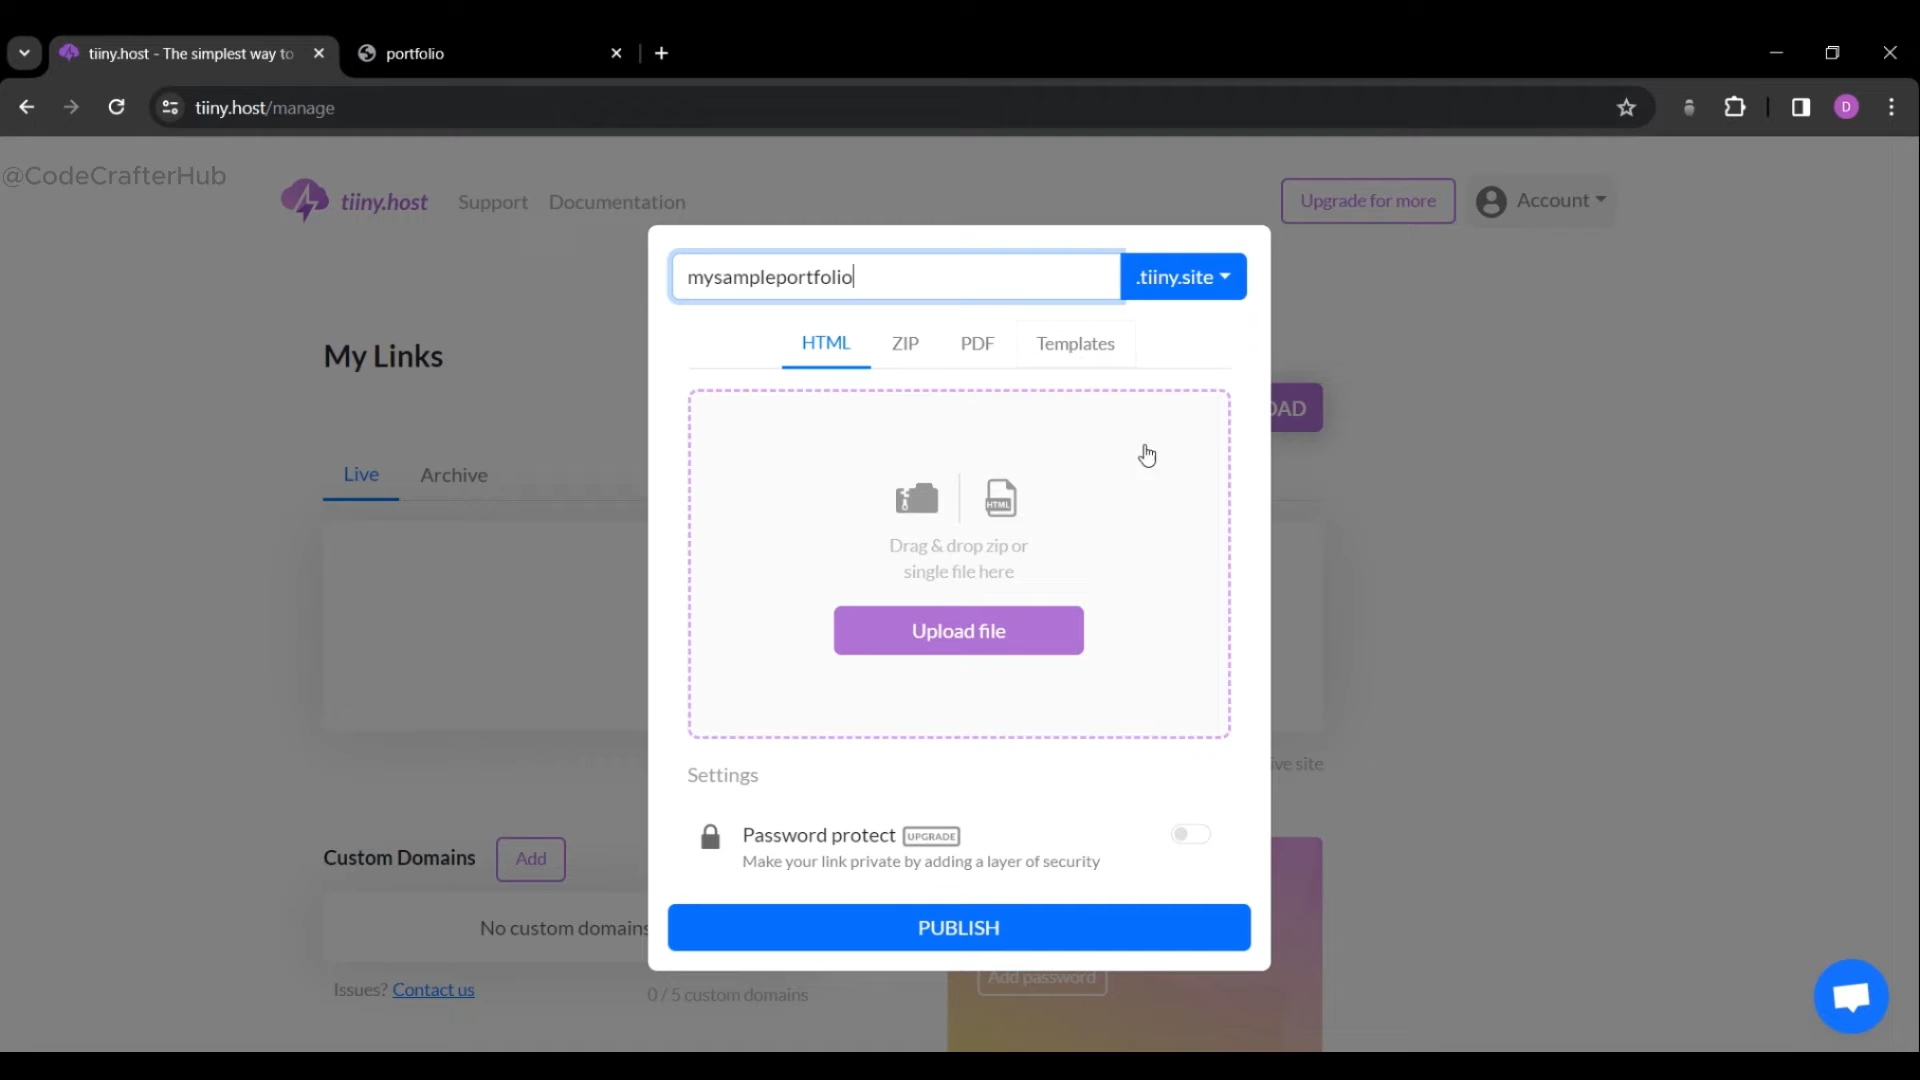 tiiny.host - The simplest way to
portfolio
tiiny.host/manage
D
@CodeCrafterHub
tiiny.host
Support
Documentation
Upgrade for more
Account
mysampleportfolio
.tiiny.site
HTML
ZIP
PDF
Templates
My Links
OAD
Live
Archive
HTML
Drag & drop zip or
single file here
Upload file
Settings
ive site
Password protect
UPGRADE
Make your link private by adding a layer of security
Custom Domains
Add
PUBLISH
No custom domains
Add password
Issues? Contact us
0 / 5 custom domains